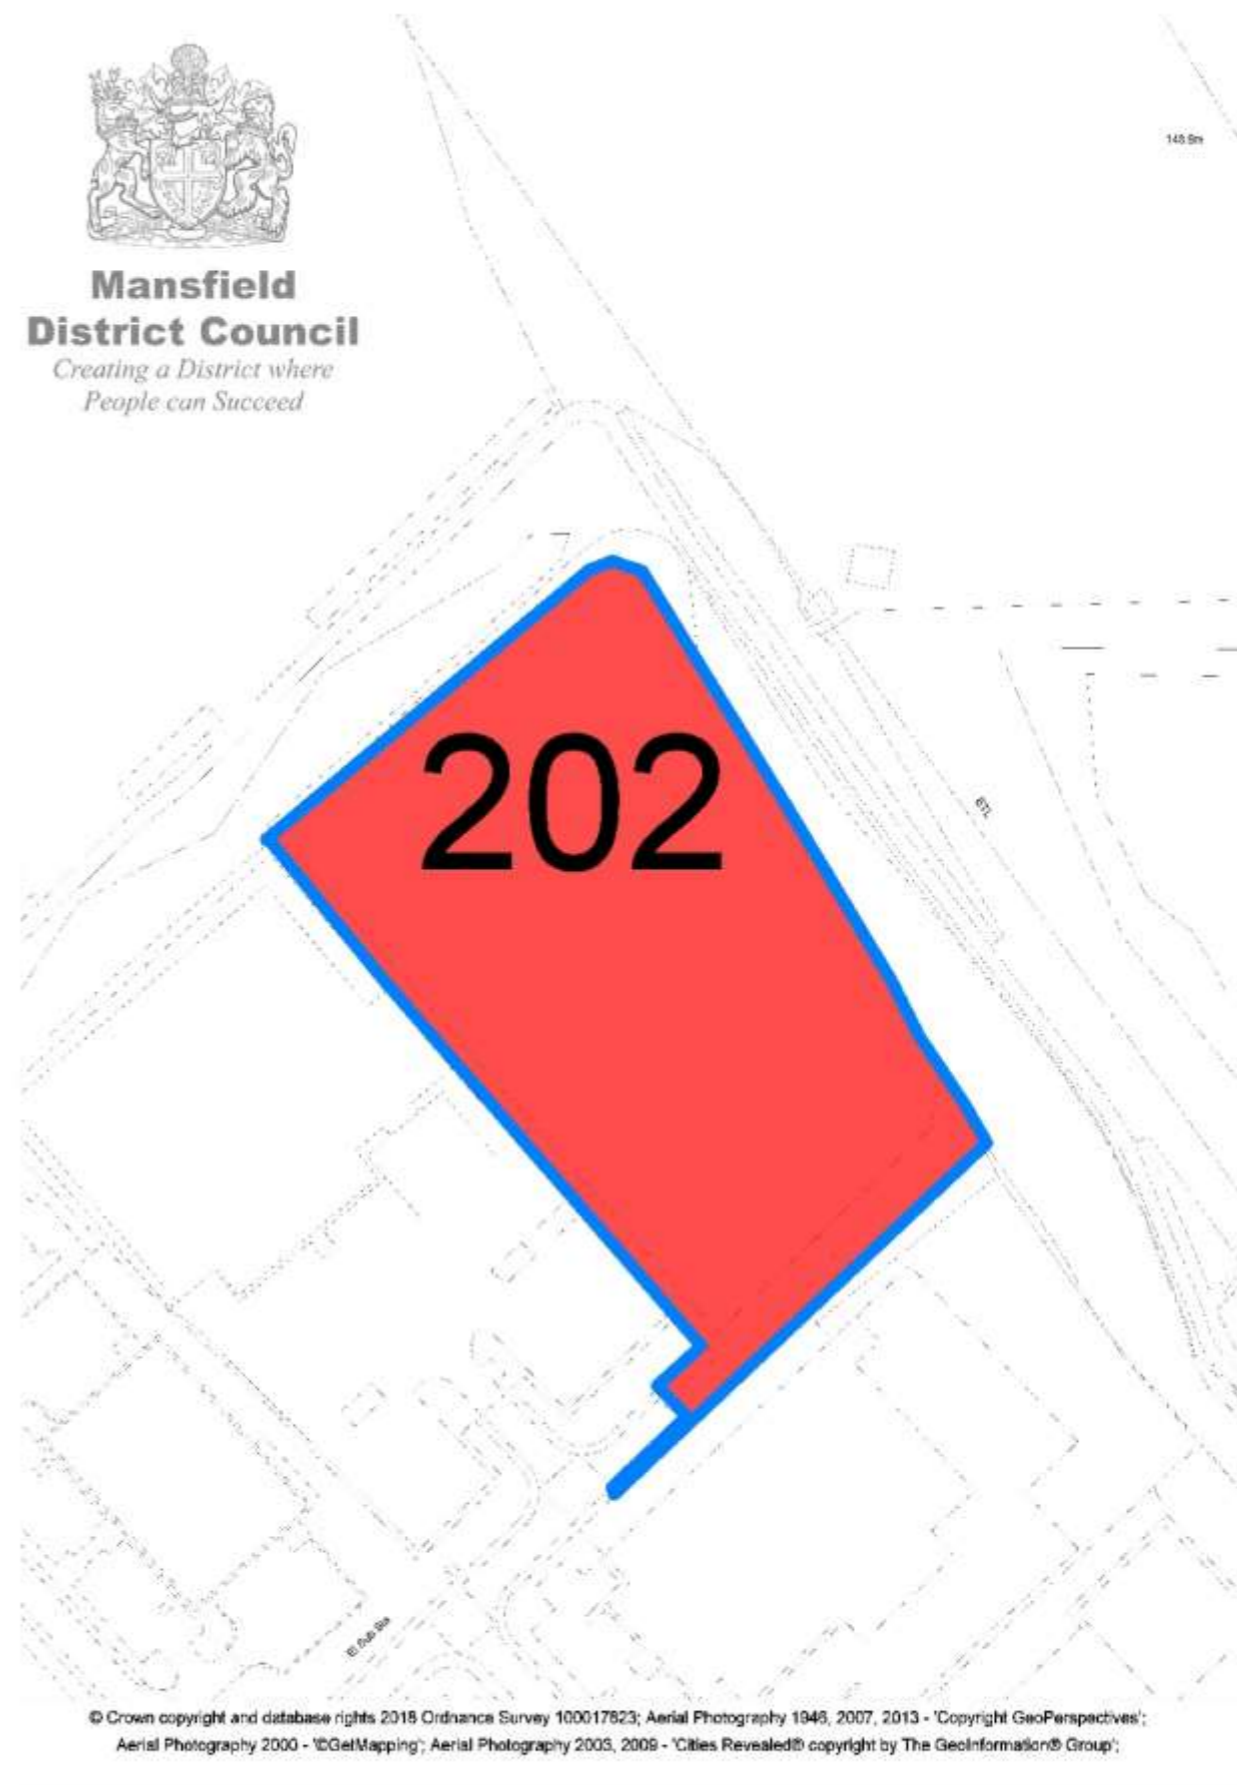 Mansfield
District Council
Creating a District where
People can Succeed
148.9m
202
ETL
El Sub Sta
© Crown copyright and database rights 2018 Ordnance Survey 100017823; Aerial Photography 1946, 2007, 2013 - 'Copyright GeoPerspectives';
Aerial Photography 2000 - '©GetMapping'; Aerial Photography 2003, 2009 - 'Cities Revealed® copyright by The GeoInformation® Group';